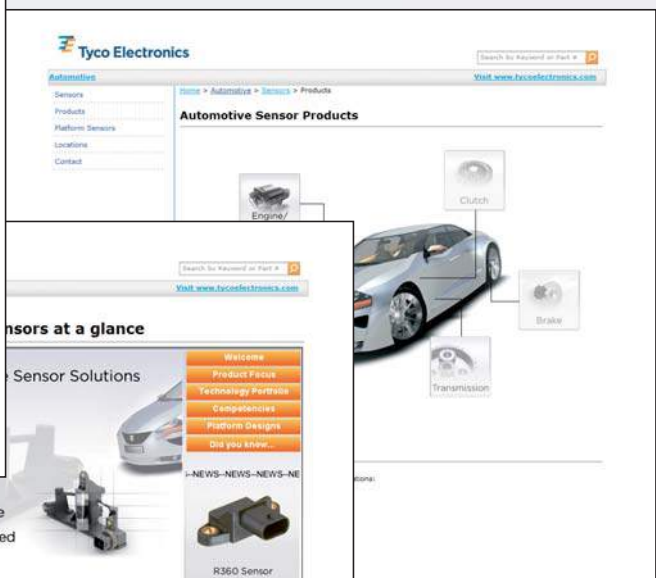 Tyco Electronics
Search by Keyword or Part #
Automotive
Visit www.tycoelectronics.com
Sensors
Products
Platform Sensors
Locations
Contact
Home > Automotive > Sensors > Products
Automotive Sensor Products
Engine/
Clutch
Brake
Transmission
Search by Keyword or Part #
Visit www.tycoelectronics.com
nsors at a glance
Sensor Solutions
Welcome
Product Focus
Technology Portfolio
Competencies
Platform Designs
Did you know...
--NEWS--NEWS--NEWS--NE
R360 Sensor
e
ed